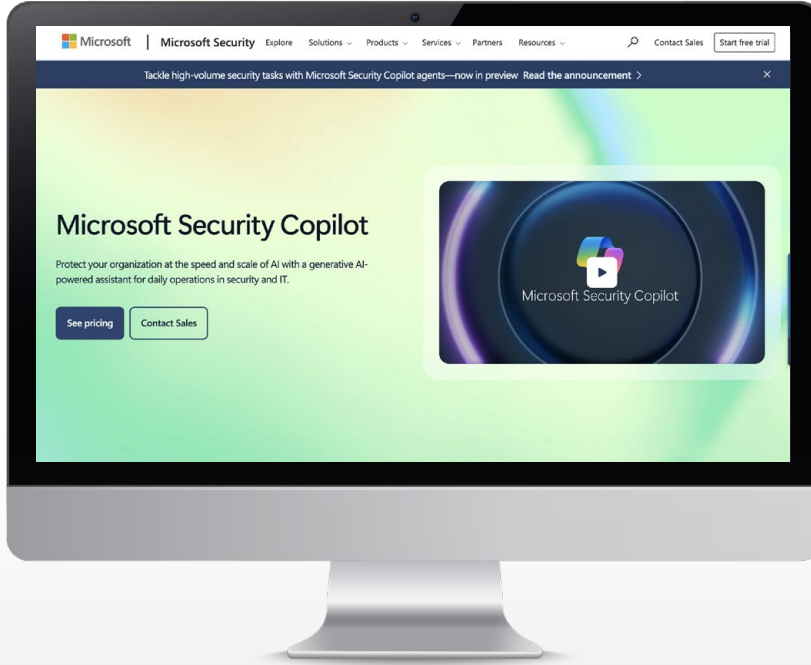 Microsoft | Microsoft Security Explore Solutions Products Services Partners Resources Contact Sales Start free trial
Tackle high-volume security tasks with Microsoft Security Copilot agents—now in preview Read the announcement >
Microsoft Security Copilot
Protect your organization at the speed and scale of AI with a generative AI-
powered assistant for daily operations in security and IT.
See pricing Contact Sales
Microsoft Security Copilot